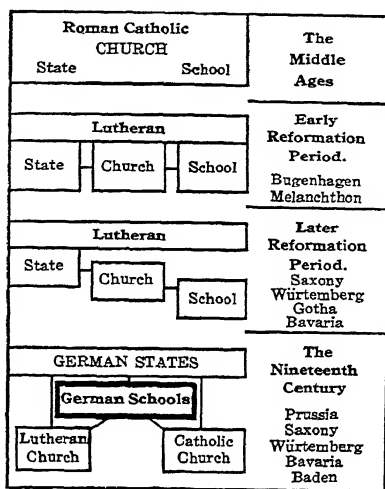 Roman Catholic
CHURCH
State School
The
Middle
Ages
Lutheran
State Church School
Early
Reformation
Period.
Bugenhagen
Melanchthon
Lutheran
State
Church
School
Later
Reformation
Period.
Saxony
Würtemberg
Gotha
Bavaria
GERMAN STATES
German Schools
Lutheran
Church
Catholic
Church
The
Nineteenth
Century
Prussia
Saxony
Würtemberg
Bavaria
Baden